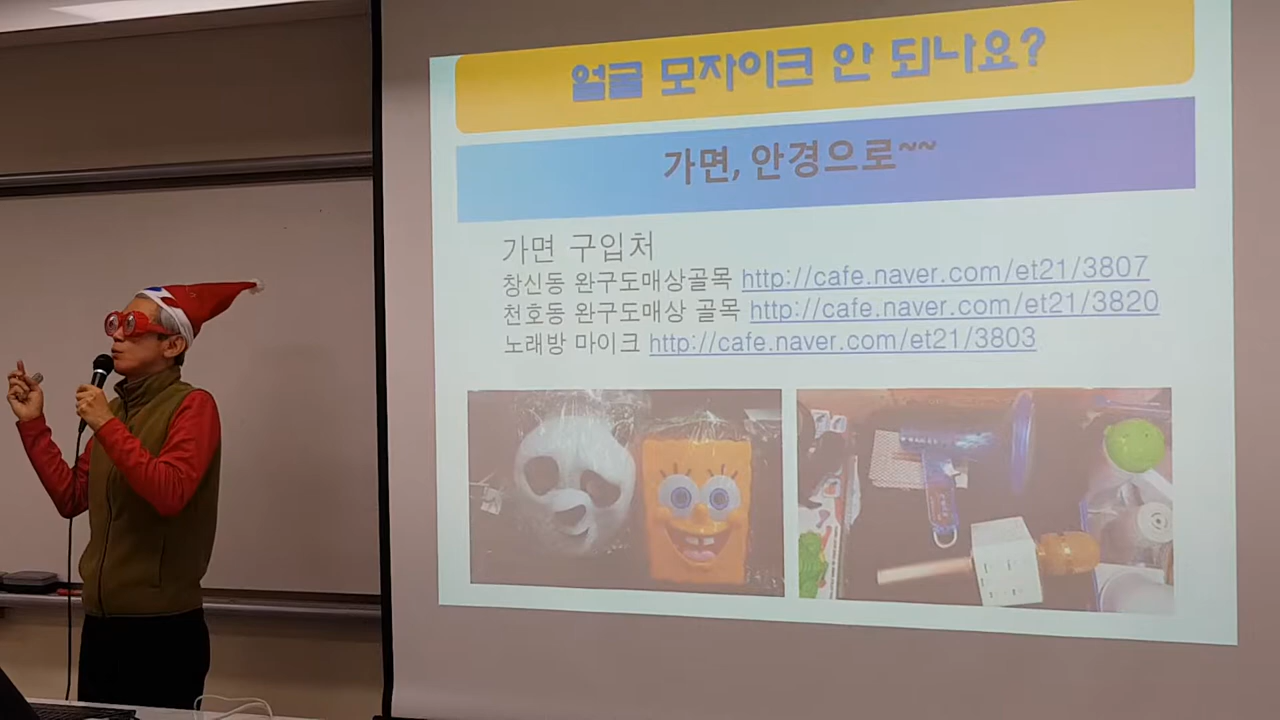 얼굴 모자이크 안 되나요?
가면, 안경으로~~
가면 구입처
창신동 완구도매상골목 http://cafe.naver.com/et21/3807
천호동 완구도매상 골목 http://cafe.naver.com/et21/3820
노래방 마이크 http://cafe.naver.com/et21/3803